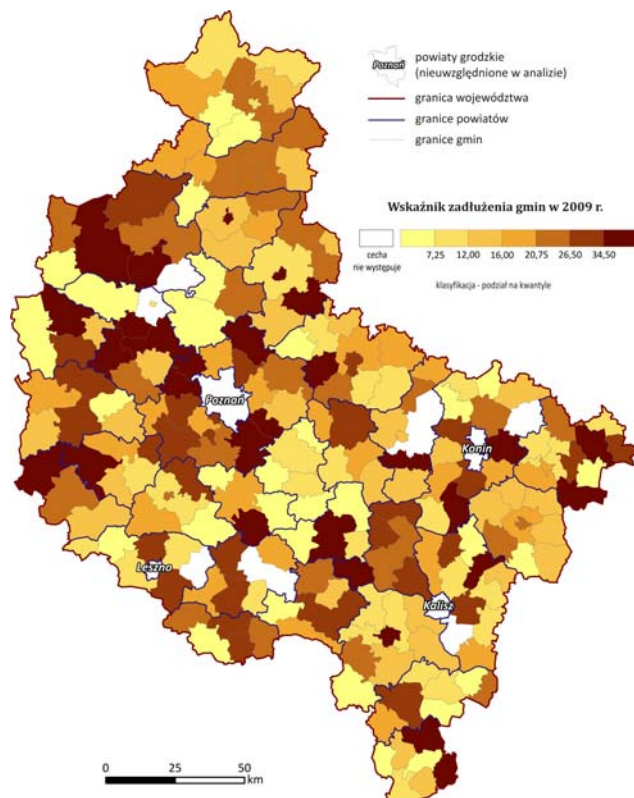 Poznań
powiaty grodzkie
(nieuwzględnione w analizie)
granica województwa
granice powiatów
granice gmin
Wskaźnik zadłużenia gmin w 2009 r.
cecha
nie występuje
7,25 12,00 16,00 20,75 26,50 34,50
klasyfikacja - podział na kwantyle
Poznań
Konin
Leszno
Kalisz
0 25 50
km